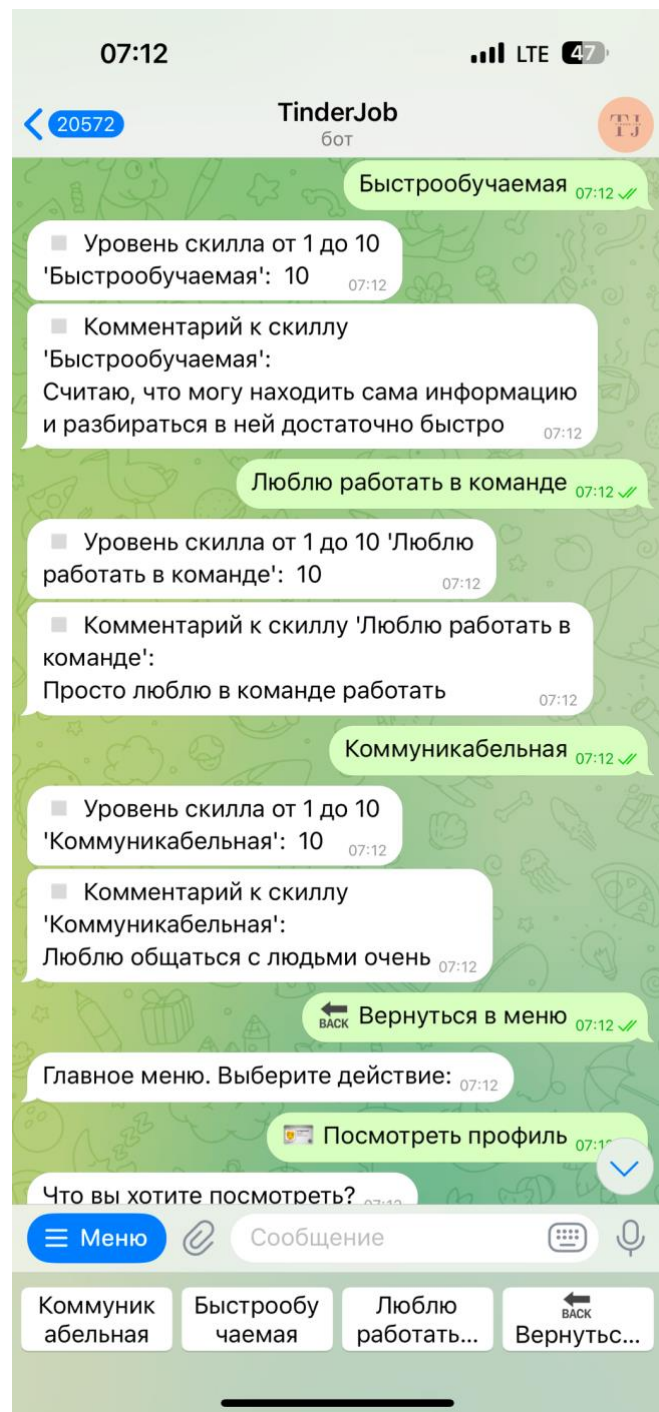 07:12
LTE 47
20572
TinderJob
бот
TJ
Быстрообучаемая 07:12
Уровень скилла от 1 до 10
'Быстрообучаемая': 10 07:12
Комментарий к скиллу
'Быстрообучаемая':
Считаю, что могу находить сама информацию
и разбираться в ней достаточно быстро 07:12
Люблю работать в команде 07:12
Уровень скилла от 1 до 10 'Люблю
работать в команде': 10 07:12
Комментарий к скиллу 'Люблю работать в
команде':
Просто люблю в команде работать 07:12
Коммуникабельная 07:12
Уровень скилла от 1 до 10
'Коммуникабельная': 10 07:12
Комментарий к скиллу
'Коммуникабельная':
Люблю общаться с людьми очень 07:12
BACK Вернуться в меню 07:12
Главное меню. Выберите действие: 07:12
Посмотреть профиль
Что вы хотите посмотреть?
Меню
Сообщение
Коммуник
абельная
Быстрообу
чаемая
Люблю
работать...
BACK
Вернутьс...